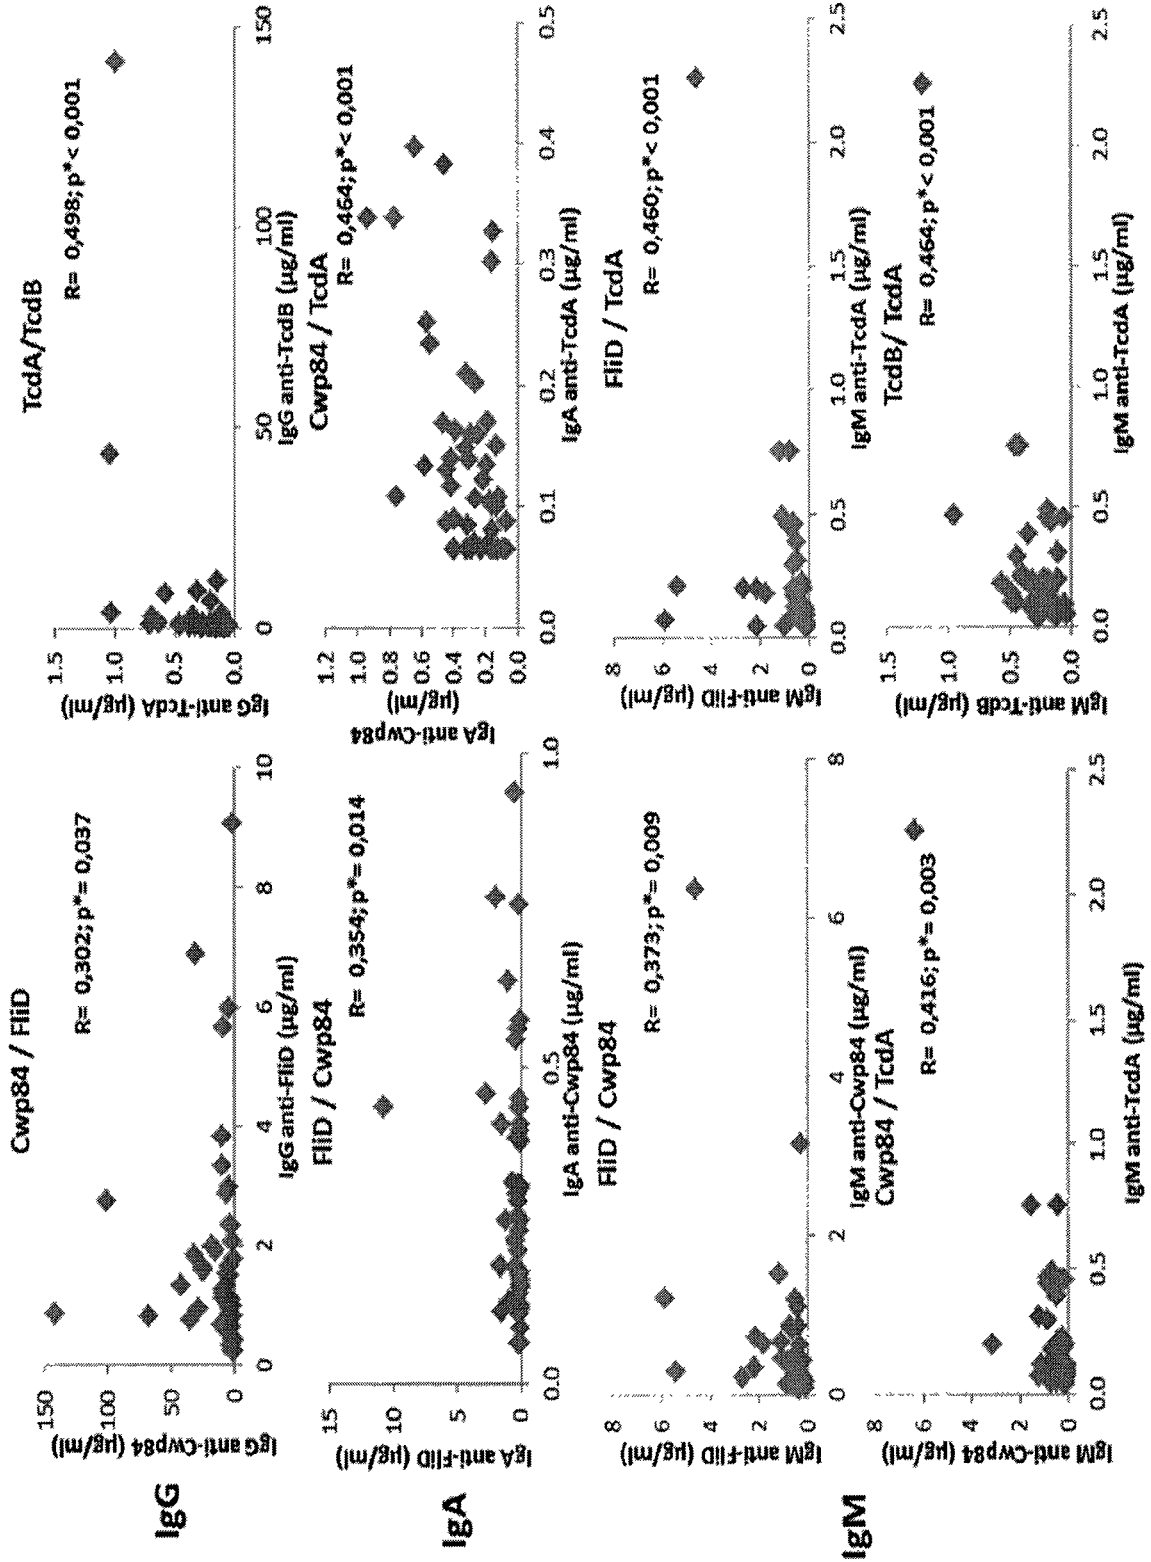 IgG
Cwp84 / FliD
R= 0,302; p*= 0,037
IgG anti-Cwp84 (µg/ml)
150
100
50
0
0
2
4
6
8
10
IgG anti-FliD (µg/ml)
TcdA/TcdB
R= 0,498; p*< 0,001
IgG anti-TcdA (µg/ml)
1.5
1.0
0.5
0.0
0
50
100
150
IgG anti-TcdB (µg/ml)
IgA
FliD / Cwp84
R= 0,354; p*= 0,014
IgA anti-FliD (µg/ml)
10
5
0
0.0
0.5
1.0
IgA anti-Cwp84 (µg/ml)
Cwp84 / TcdA
R= 0,464; p*< 0,001
IgA anti-Cwp84
(µg/ml)
1.2
1.0
0.8
0.6
0.4
0.2
0.0
0.0
0.1
0.2
0.3
0.4
0.5
IgA anti-TcdA (µg/ml)
IgM
FliD / Cwp84
R= 0,373; p*= 0,009
IgM anti-FliD (µg/ml)
8
6
4
2
0
0
2
4
6
8
IgM anti-Cwp84 (µg/ml)
FliD / TcdA
R= 0,460; p*< 0,001
IgM anti-FliD (µg/ml)
8
6
4
2
0
0.0
0.5
1.0
1.5
2.0
2.5
IgM anti-TcdA (µg/ml)
Cwp84 / TcdA
R= 0,416; p*= 0,003
IgM anti-Cwp84 (µg/ml)
8
6
4
2
0
0.0
0.5
1.0
1.5
2.0
2.5
IgM anti-TcdA (µg/ml)
TcdB/ TcdA
R= 0,464; p*< 0,001
IgM anti-TcdB (µg/ml)
1.5
1.0
0.5
0.0
0.0
0.5
1.0
1.5
2.0
2.5
IgM anti-TcdA (µg/ml)